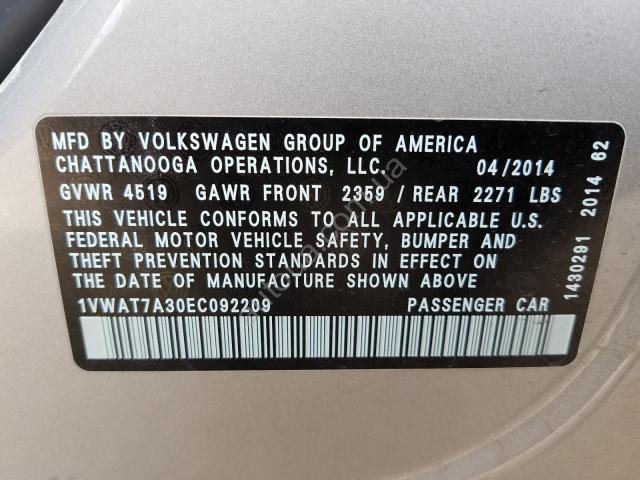 MFD BY VOLKSWAGEN GROUP OF AMERICA
CHATTANOOGA OPERATIONS, LLC. 04/2014
GVWR 4519 GAWR FRONT 2359 / REAR 2271 LBS
THIS VEHICLE CONFORMS TO ALL APPLICABLE U.S.
FEDERAL MOTOR VEHICLE SAFETY, BUMPER AND
THEFT PREVENTION STANDARDS IN EFFECT ON
THE DATE OF MANUFACTURE SHOWN ABOVE
1VWAT7A30EC092209 PASSENGER CAR
1430291 2014 62